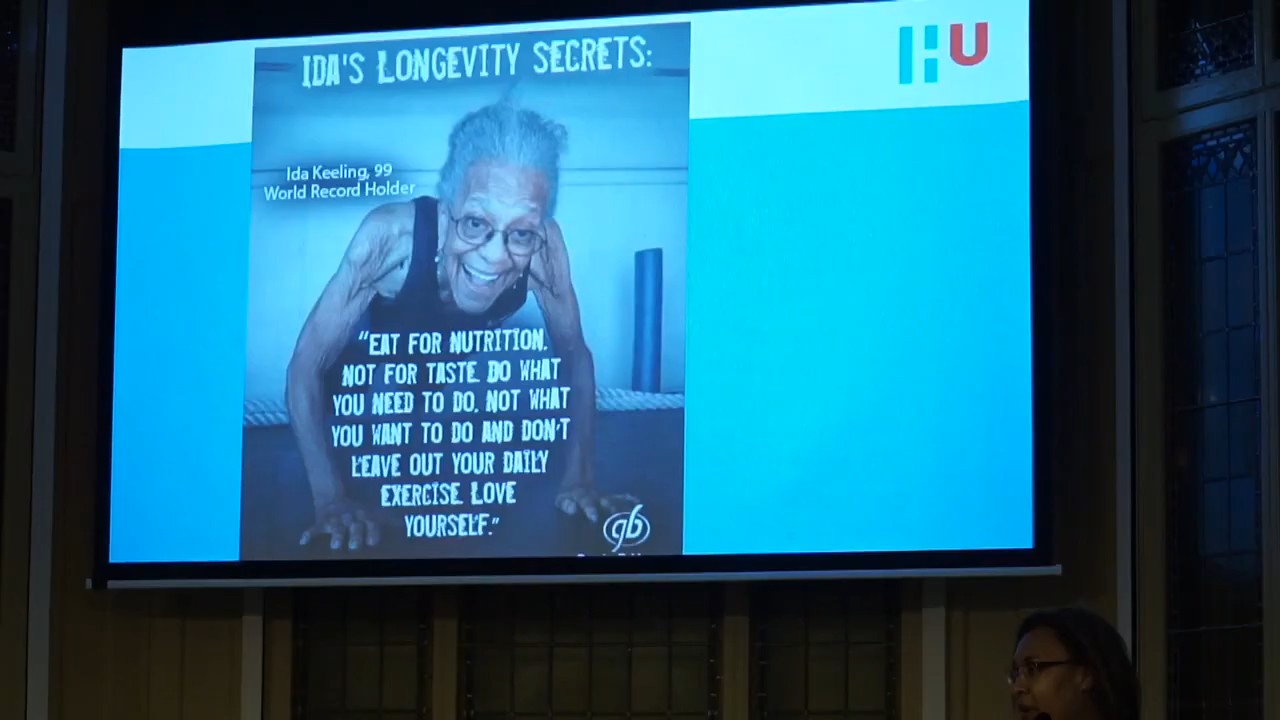 IDA'S LONGEVITY SECRETS:
HU
Ida Keeling, 99
World Record Holder
"EAT FOR NUTRITION,
NOT FOR TASTE. DO WHAT
YOU NEED TO DO, NOT WHAT
YOU WANT TO DO AND DON'T
LEAVE OUT YOUR DAILY
EXERCISE. LOVE
YOURSELF."
gb